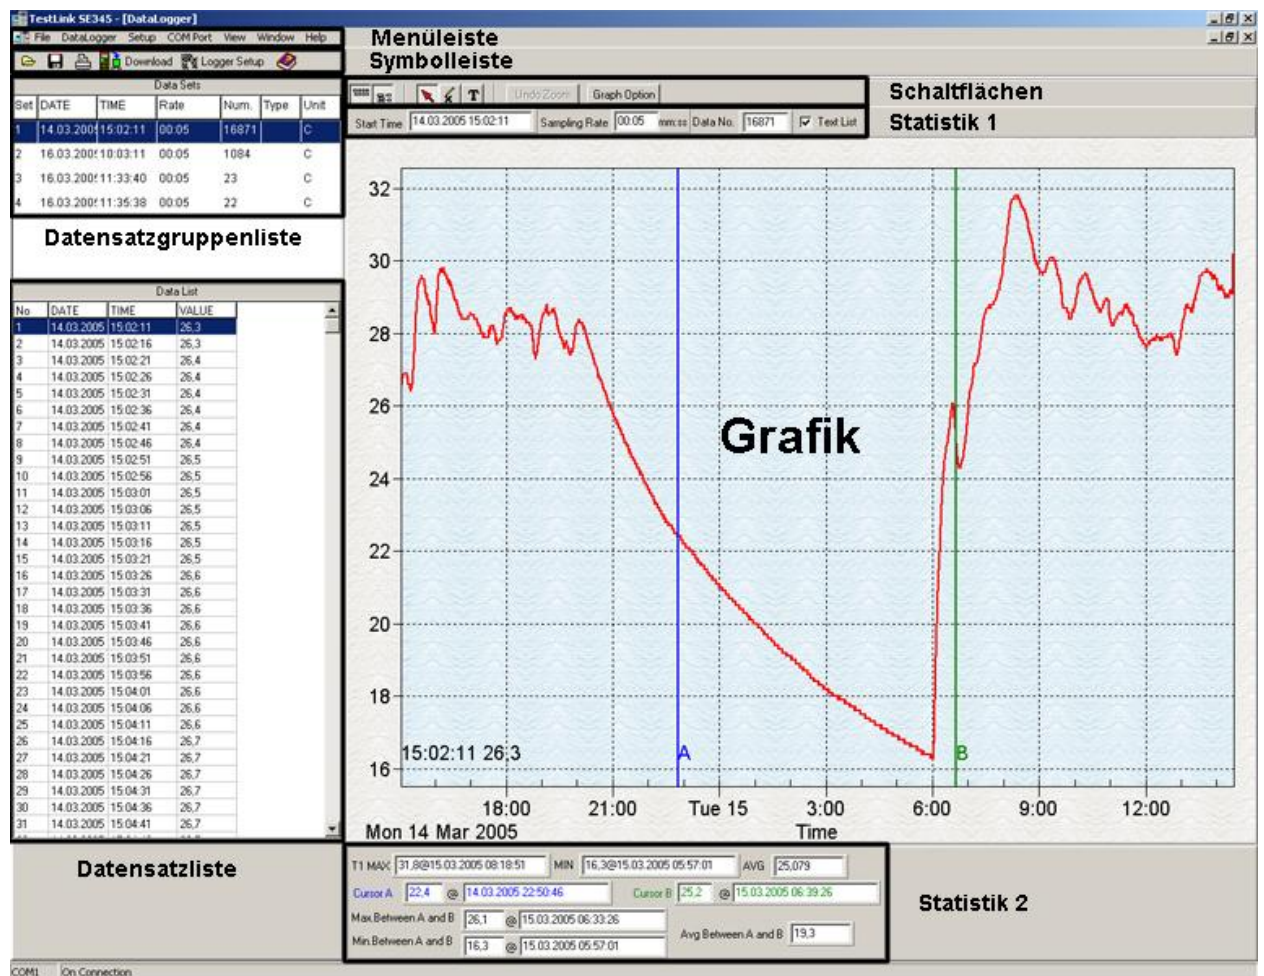 TestLink SE345 - [DataLogger]
File DataLogger Setup COM Port View Window Help
Menüleiste
Download Logger Setup
Symbolleiste
Data Sets
Set DATE TIME Rate Num. Type Unit
1 14.03.200 15:02:11 00:05 16871 C
2 16.03.200 10:03:11 00:05 1084 C
3 16.03.200 11:33:40 00:05 23 C
4 16.03.200 11:35:38 00:05 22 C
Datensatzgruppenliste
T Undo Zoom Graph Option
Schaltflächen
Start Time 14.03.2005 15:02:11 Sampling Rate 00:05 mm:ss Data No. 16871 Text List
Statistik 1
Data List
No DATE TIME VALUE
1 14.03.2005 15:02:11 26,3
2 14.03.2005 15:02:16 26,3
3 14.03.2005 15:02:21 26,4
4 14.03.2005 15:02:26 26,4
5 14.03.2005 15:02:31 26,4
6 14.03.2005 15:02:36 26,4
7 14.03.2005 15:02:41 26,4
8 14.03.2005 15:02:46 26,4
9 14.03.2005 15:02:51 26,5
10 14.03.2005 15:02:56 26,5
11 14.03.2005 15:03:01 26,5
12 14.03.2005 15:03:06 26,5
13 14.03.2005 15:03:11 26,5
14 14.03.2005 15:03:16 26,5
15 14.03.2005 15:03:21 26,5
16 14.03.2005 15:03:26 26,6
17 14.03.2005 15:03:31 26,6
18 14.03.2005 15:03:36 26,6
19 14.03.2005 15:03:41 26,6
20 14.03.2005 15:03:46 26,6
21 14.03.2005 15:03:51 26,6
22 14.03.2005 15:03:56 26,6
23 14.03.2005 15:04:01 26,6
24 14.03.2005 15:04:06 26,6
25 14.03.2005 15:04:11 26,6
26 14.03.2005 15:04:16 26,7
27 14.03.2005 15:04:21 26,7
28 14.03.2005 15:04:26 26,7
29 14.03.2005 15:04:31 26,7
30 14.03.2005 15:04:36 26,7
31 14.03.2005 15:04:41 26,7
Datensatzliste
32
30
28
26
24
22
20
18
16
Grafik
15:02:11 26,3
A
B
18:00 21:00 Tue 15 3:00 6:00 9:00 12:00
Mon 14 Mar 2005 Time
T1 MAX 31,8@15.03.2005 08:18:51 MIN 16,3@15.03.2005 05:57:01 AVG 25,079
Cursor A 22,4 @ 14.03.2005 22:50:46 Cursor B 25,2 @ 15.03.2005 06:39:26
Max.Between A and B 26,1 @ 15.03.2005 06:33:26
Min.Between A and B 16,3 @ 15.03.2005 05:57:01
Avg Between A and B 19,3
Statistik 2
COM1 On Connection